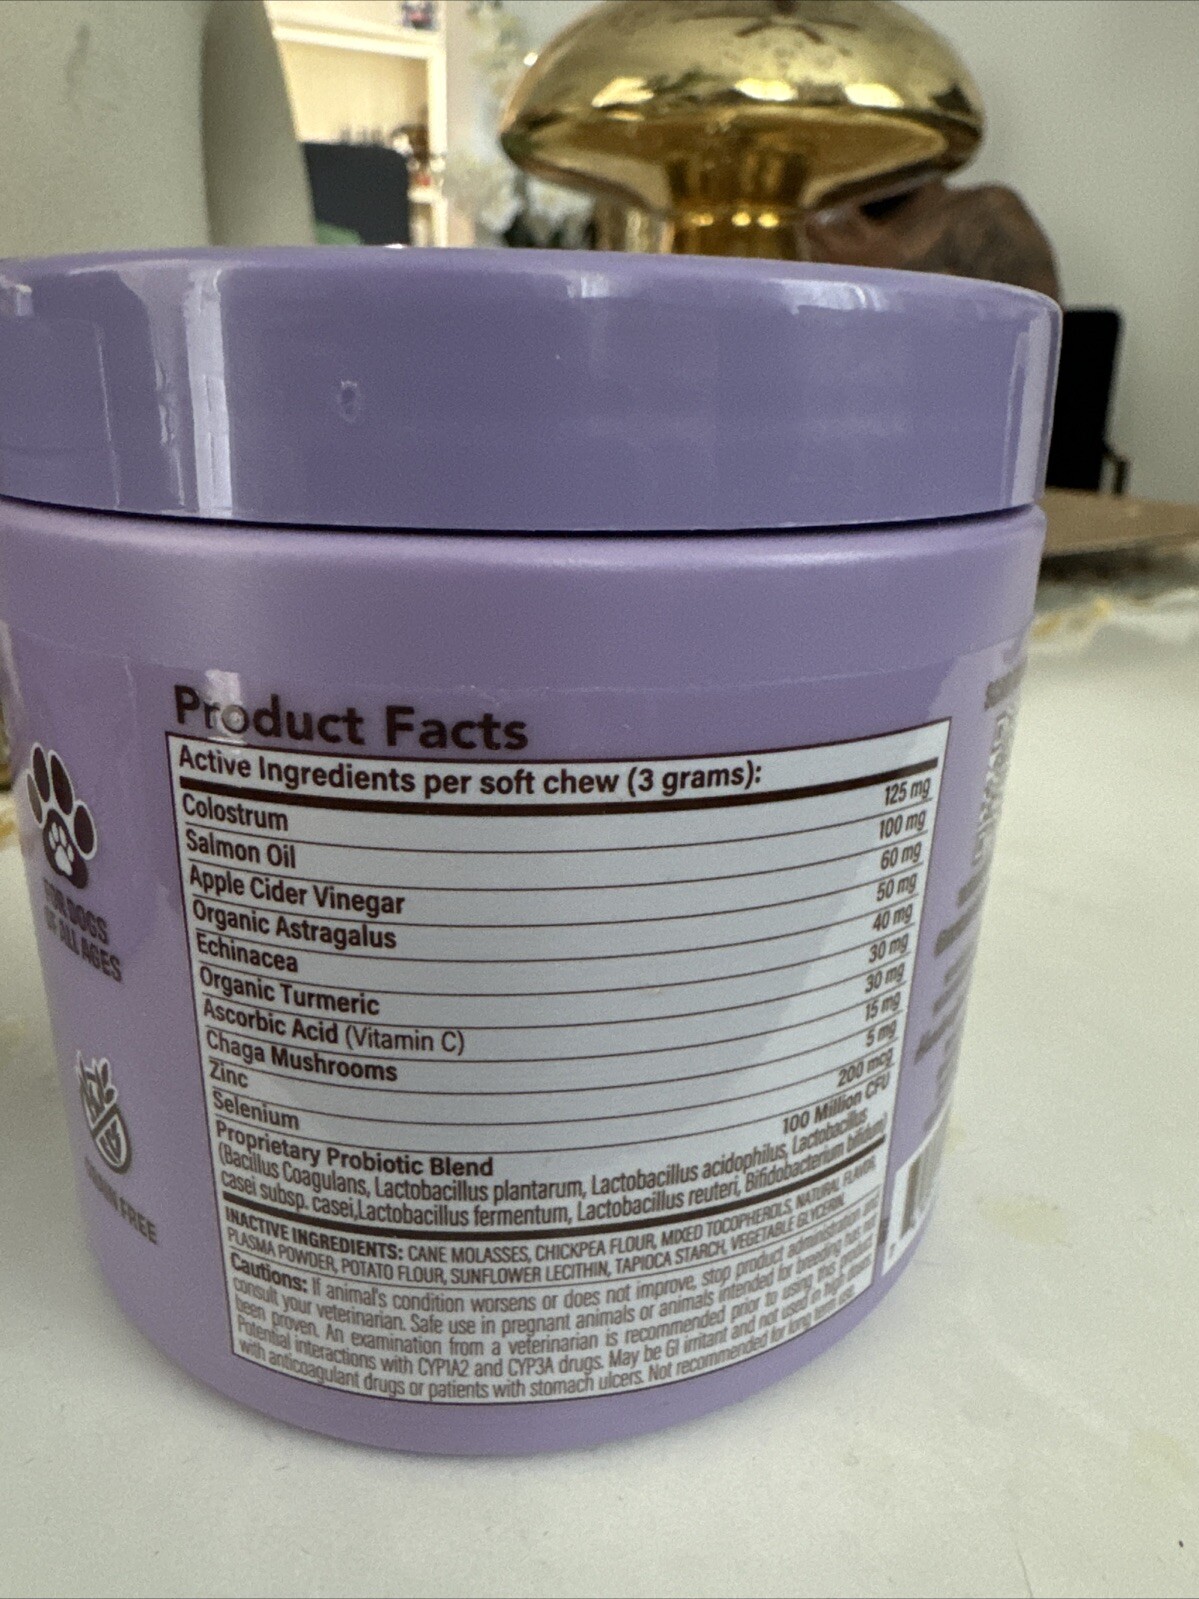 Product Facts
Active Ingredients per soft chew (3 grams):
Colostrum 125 mg
Salmon Oil 100 mg
Apple Cider Vinegar 60 mg
Organic Astragalus 50 mg
Echinacea 40 mg
Organic Turmeric 30 mg
Ascorbic Acid (Vitamin C) 30 mg
Chaga Mushrooms 15 mg
Zinc 5 mg
Selenium 200 mcg
Proprietary Probiotic Blend 100 Million CFU
(Bacillus Coagulans, Lactobacillus plantarum, Lactobacillus acidophilus, Lactobacillus
casei subsp. casei,Lactobacillus fermentum, Lactobacillus reuteri, Bifidobacterium bifidum)
INACTIVE INGREDIENTS: CANE MOLASSES, CHICKPEA FLOUR, MIXED TOCOPHEROLS, NATURAL FLAVOR,
PLASMA POWDER, POTATO FLOUR, SUNFLOWER LECITHIN, TAPIOCA STARCH, VEGETABLE GLYCERIN.
Cautions: If animal's condition worsens or does not improve, stop product administration and
consult your veterinarian. Safe use in pregnant animals or animals intended for breeding has not
been proven. An examination from a veterinarian is recommended prior to using this product.
Potential interactions with CYP1A2 and CYP3A drugs. May be GI irritant and not used in high doses
with anticoagulant drugs or patients with stomach ulcers. Not recommended for long term use.
FOR DOGS
OF ALL AGES
GRAIN FREE